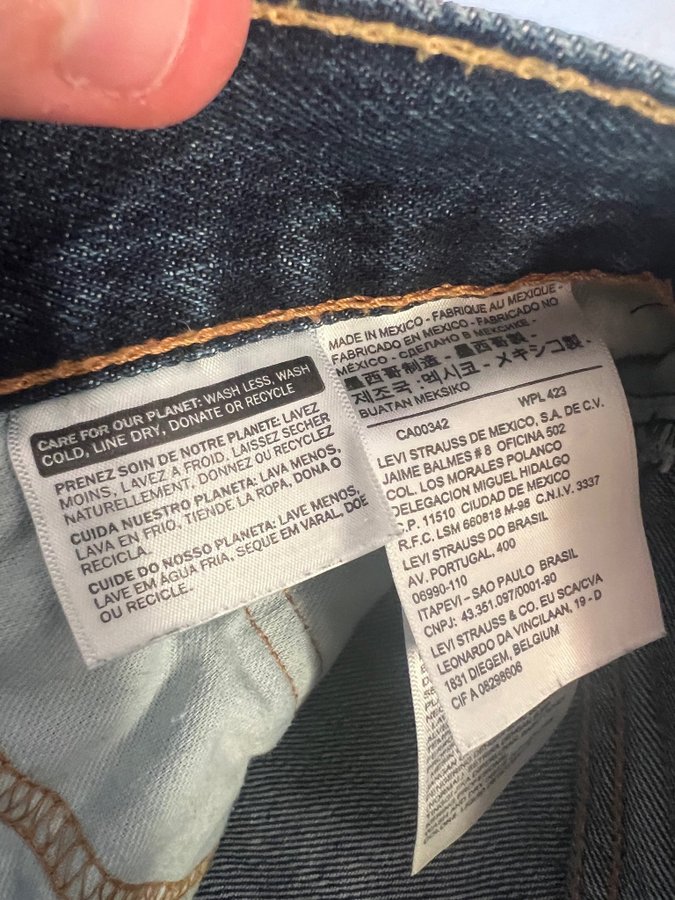 CARE FOR OUR PLANET: WASH LESS, WASH
COLD, LINE DRY, DONATE OR RECYCLE
PRENEZ SOIN DE NOTRE PLANETE: LAVEZ
MOINS, LAVEZ A FROID, LAISSEZ SECHER
NATURELLEMENT, DONNEZ OU RECYCLEZ
CUIDA NUESTRO PLANETA: LAVA MENOS,
LAVA EN FRIO, TIENDE LA ROPA, DONA O
RECICLA.
CUIDE DO NOSSO PLANETA: LAVE MENOS,
LAVE EM ÁGUA FRIA, SEQUE EM VARAL, DOE
OU RECICLE.
MADE IN MEXICO - FABRIQUE AU MEXIQUE -
FABRICADO EN MÉXICO - FABRICADO NO
MÉXICO - СДЕЛАНО В МЕКСИКЕ -
墨西哥制造 - 墨西哥製 -
제조국 :멕시코 - メキシコ製 -
BUATAN MEKSIKO
CA00342 WPL 423
LEVI STRAUSS DE MEXICO, S.A. DE C.V.
JAIME BALMES # 8 OFICINA 502
COL. LOS MORALES POLANCO
DELEGACION MIGUEL HIDALGO
C.P. 11510 CIUDAD DE MEXICO
R.F.C. LSM 660818 M-98 C.N.I.V. 3337
LEVI STRAUSS DO BRASIL
AV. PORTUGAL, 400
06990-110
ITAPEVI - SAO PAULO BRASIL
CNPJ: 43.351.097/0001-90
LEVI STRAUSS & CO. EU SCA/CVA
LEONARDO DA VINCILAAN, 19 - D
1831 DIEGEM, BELGIUM
CIF A 08298606